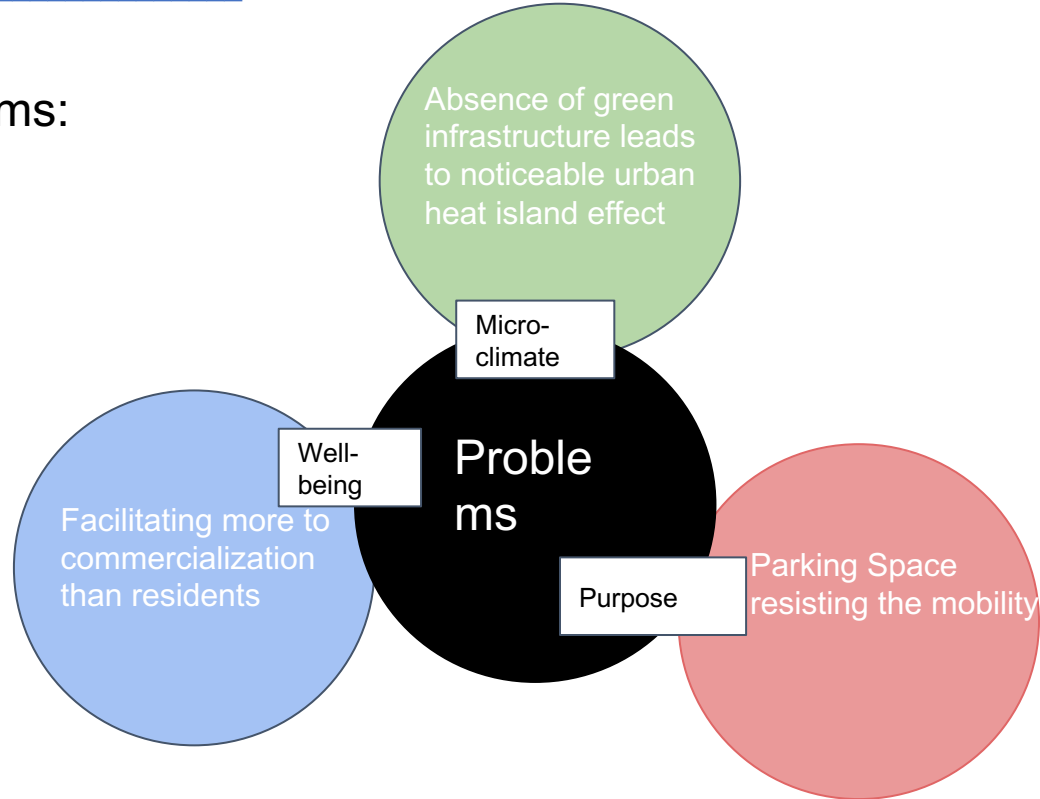 ms:
Absence of green
infrastructure leads
to noticeable urban
heat island effect
Micro-
climate
Well-
being
Proble
ms
Facilitating more to
commercialization
than residents
Purpose
Parking Space
resisting the mobility